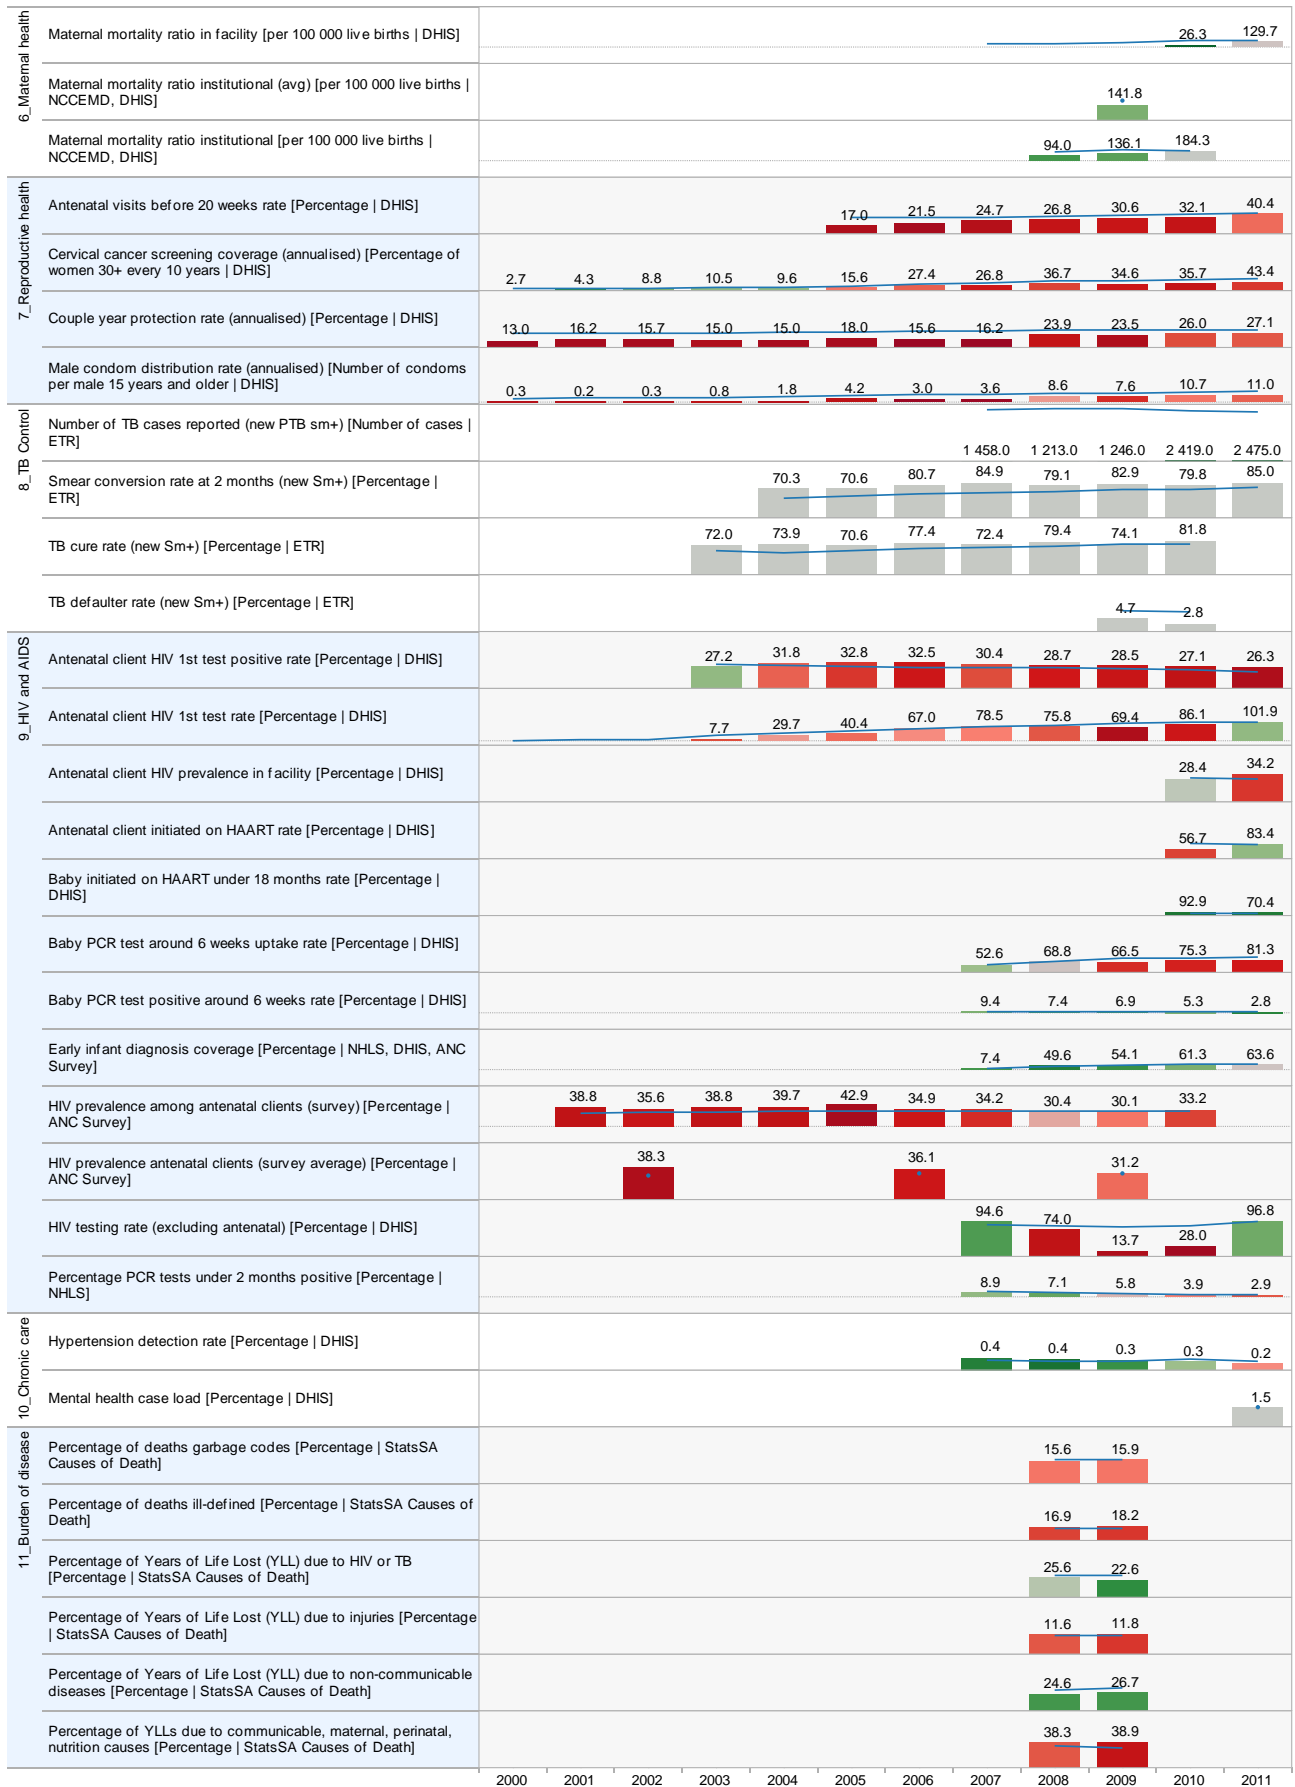 6_Maternal health
Maternal mortality ratio in facility [per 100 000 live births | DHIS]
26.3 129.7
Maternal mortality ratio institutional (avg) [per 100 000 live births |
NCCEMD, DHIS]
141.8
Maternal mortality ratio institutional [per 100 000 live births |
NCCEMD, DHIS]
94.0 136.1 184.3
7_Reproductive health
Antenatal visits before 20 weeks rate [Percentage | DHIS]
17.0 21.5 24.7 26.8 30.6 32.1 40.4
Cervical cancer screening coverage (annualised) [Percentage of
women 30+ every 10 years | DHIS]
2.7 4.3 8.8 10.5 9.6 15.6 27.4 26.8 36.7 34.6 35.7 43.4
Couple year protection rate (annualised) [Percentage | DHIS]
13.0 16.2 15.7 15.0 15.0 18.0 15.6 16.2 23.9 23.5 26.0 27.1
Male condom distribution rate (annualised) [Number of condoms
per male 15 years and older | DHIS]
0.3 0.2 0.3 0.8 1.8 4.2 3.0 3.6 8.6 7.6 10.7 11.0
8_TB Control
Number of TB cases reported (new PTB sm+) [Number of cases |
ETR]
1 458.0 1 213.0 1 246.0 2 419.0 2 475.0
Smear conversion rate at 2 months (new Sm+) [Percentage |
ETR]
70.3 70.6 80.7 84.9 79.1 82.9 79.8 85.0
TB cure rate (new Sm+) [Percentage | ETR]
72.0 73.9 70.6 77.4 72.4 79.4 74.1 81.8
TB defaulter rate (new Sm+) [Percentage | ETR]
4.7 2.8
9_HIV and AIDS
Antenatal client HIV 1st test positive rate [Percentage | DHIS]
27.2 31.8 32.8 32.5 30.4 28.7 28.5 27.1 26.3
Antenatal client HIV 1st test rate [Percentage | DHIS]
7.7 29.7 40.4 67.0 78.5 75.8 69.4 86.1 101.9
Antenatal client HIV prevalence in facility [Percentage | DHIS]
28.4 34.2
Antenatal client initiated on HAART rate [Percentage | DHIS]
56.7 83.4
Baby initiated on HAART under 18 months rate [Percentage |
DHIS]
92.9 70.4
Baby PCR test around 6 weeks uptake rate [Percentage | DHIS]
52.6 68.8 66.5 75.3 81.3
Baby PCR test positive around 6 weeks rate [Percentage | DHIS]
9.4 7.4 6.9 5.3 2.8
Early infant diagnosis coverage [Percentage | NHLS, DHIS, ANC
Survey]
7.4 49.6 54.1 61.3 63.6
HIV prevalence among antenatal clients (survey) [Percentage |
ANC Survey]
38.8 35.6 38.8 39.7 42.9 34.9 34.2 30.4 30.1 33.2
HIV prevalence antenatal clients (survey average) [Percentage |
ANC Survey]
38.3 36.1 31.2
HIV testing rate (excluding antenatal) [Percentage | DHIS]
94.6 74.0 13.7 28.0 96.8
Percentage PCR tests under 2 months positive [Percentage |
NHLS]
8.9 7.1 5.8 3.9 2.9
10_Chronic care
Hypertension detection rate [Percentage | DHIS]
0.4 0.4 0.3 0.3 0.2
Mental health case load [Percentage | DHIS]
1.5
11_Burden of disease
Percentage of deaths garbage codes [Percentage | StatsSA
Causes of Death]
15.6 15.9
Percentage of deaths ill-defined [Percentage | StatsSA Causes of
Death]
16.9 18.2
Percentage of Years of Life Lost (YLL) due to HIV or TB
[Percentage | StatsSA Causes of Death]
25.6 22.6
Percentage of Years of Life Lost (YLL) due to injuries [Percentage
| StatsSA Causes of Death]
11.6 11.8
Percentage of Years of Life Lost (YLL) due to non-communicable
diseases [Percentage | StatsSA Causes of Death]
24.6 26.7
Percentage of YLLs due to communicable, maternal, perinatal,
nutrition causes [Percentage | StatsSA Causes of Death]
38.3 38.9
2000 2001 2002 2003 2004 2005 2006 2007 2008 2009 2010 2011